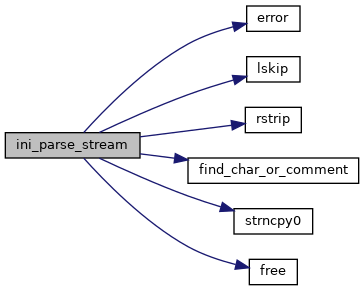 error
lskip
rstrip
ini_parse_stream
find_char_or_comment
strncpy0
free